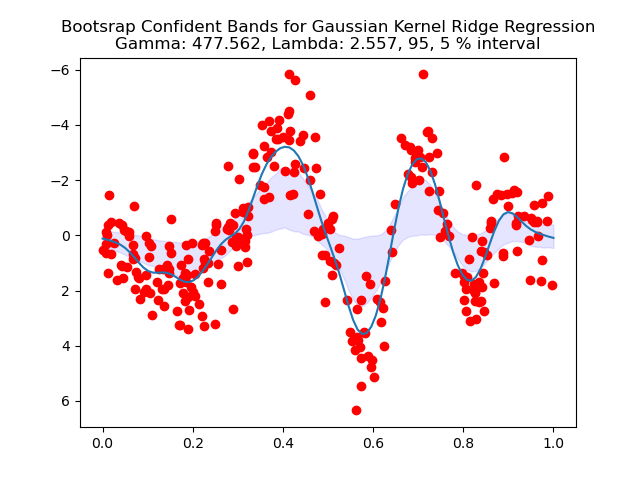 Bootsrap Confident Bands for Gaussian Kernel Ridge Regression
Gamma: 477.562, Lambda: 2.557, 95, 5 % interval
−6
−4
−2
0
2
4
6
0.0 0.2 0.4 0.6 0.8 1.0